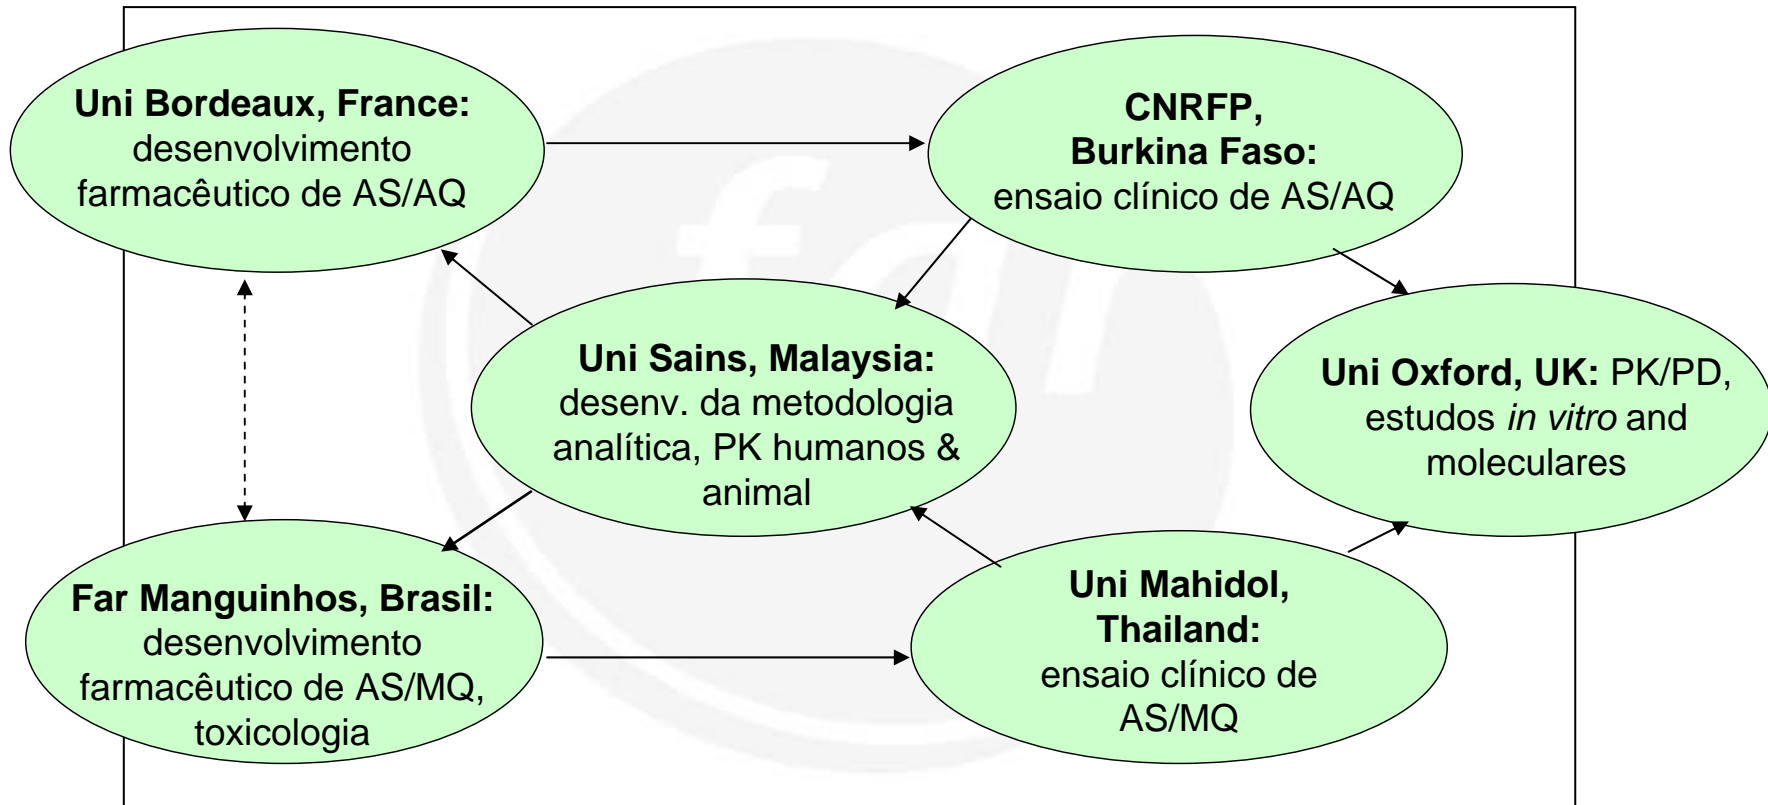 Uni Bordeaux, France:
desenvolvimento
farmacêutico de AS/AQ
CNRFP,
Burkina Faso:
ensaio clínico de AS/AQ
Uni Sains, Malaysia:
desenv. da metodologia
analítica, PK humanos &
animal
Uni Oxford, UK: PK/PD,
estudos in vitro and
moleculares
Far Manguinhos, Brasil:
desenvolvimento
farmacêutico de AS/MQ,
toxicologia
Uni Mahidol,
Thailand:
ensaio clínico de
AS/MQ